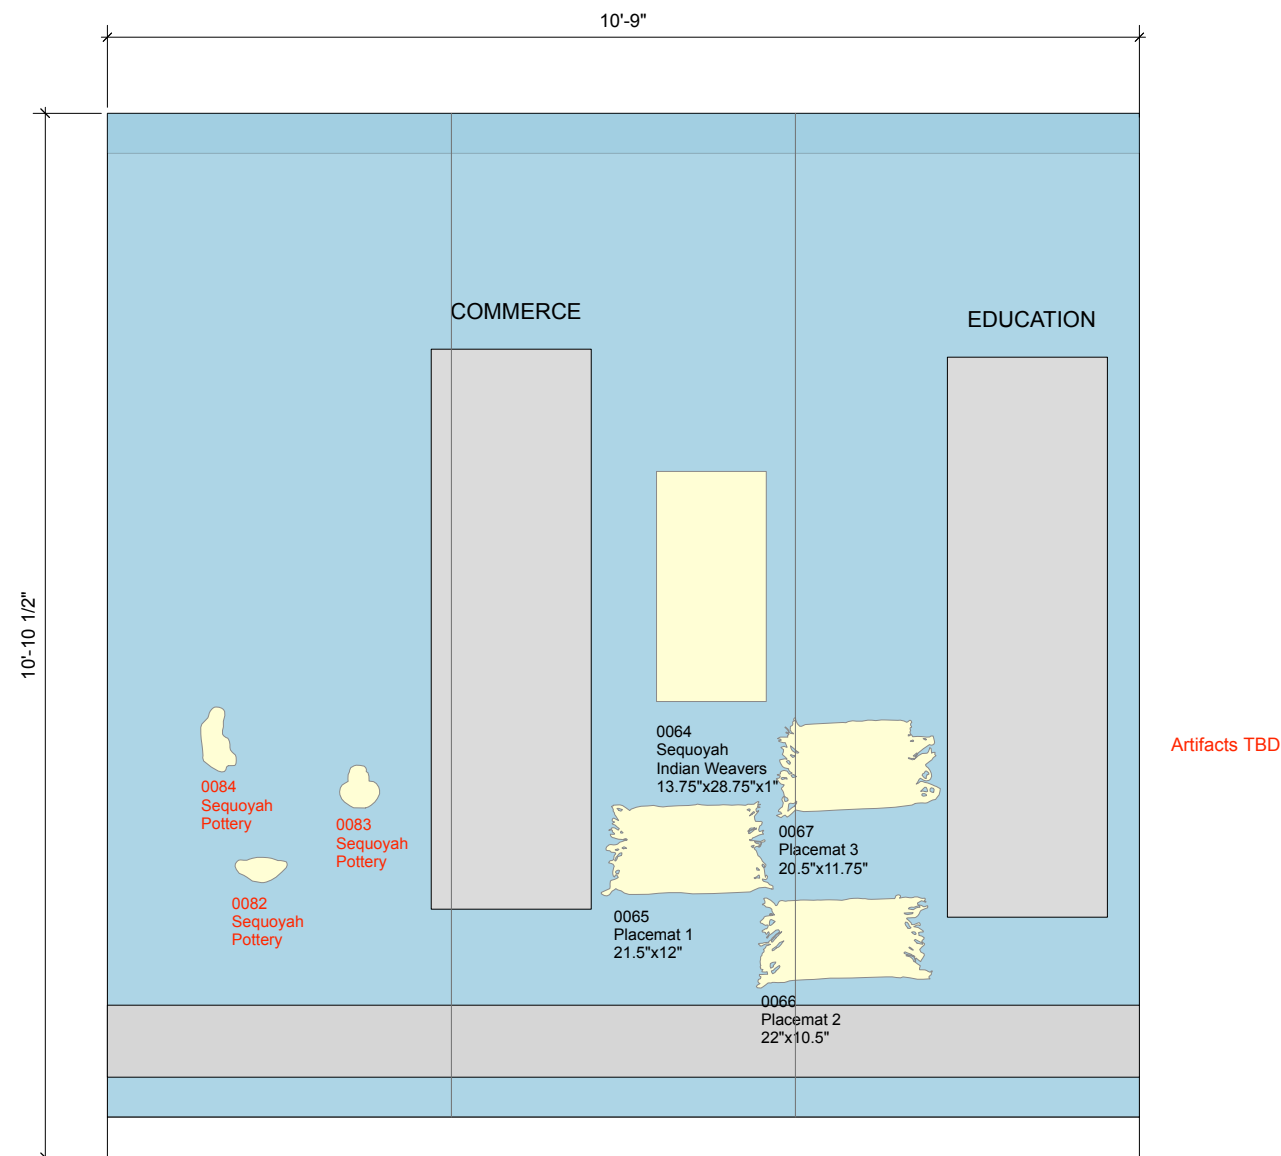 10'-9"
10'-10 1/2"
COMMERCE
EDUCATION
0064
Sequoyah
Indian Weavers
13.75"x28.75"x1"
Artifacts TBD
0084
Sequoyah
Pottery
0083
Sequoyah
Pottery
0067
Placemat 3
20.5"x11.75"
0082
Sequoyah
Pottery
0065
Placemat 1
21.5"x12"
0066
Placemat 2
22"x10.5"